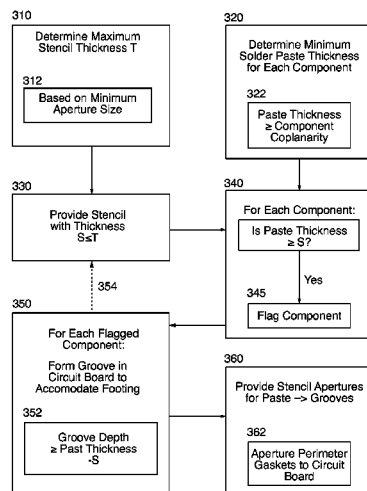 310
Determine Maximum
Stencil Thickness T
312
Based on Minimum
Aperture Size
320
Determine Minimum
Solder Paste Thickness
for Each Component
322
Paste Thickness
≥ Component
Coplanarity
330
Provide Stencil
with Thickness
S≤T
340
For Each Component:
Is Paste Thickness
≥ S?
Yes
345
Flag Component
354
350
For Each Flagged
Component:
Form Groove in
Circuit Board to
Accomodate Footing
352
Groove Depth
≥ Past Thickness
-S
360
Provide Stencil Apertures
for Paste –> Grooves
362
Aperture Perimeter
Gaskets to Circuit
Board